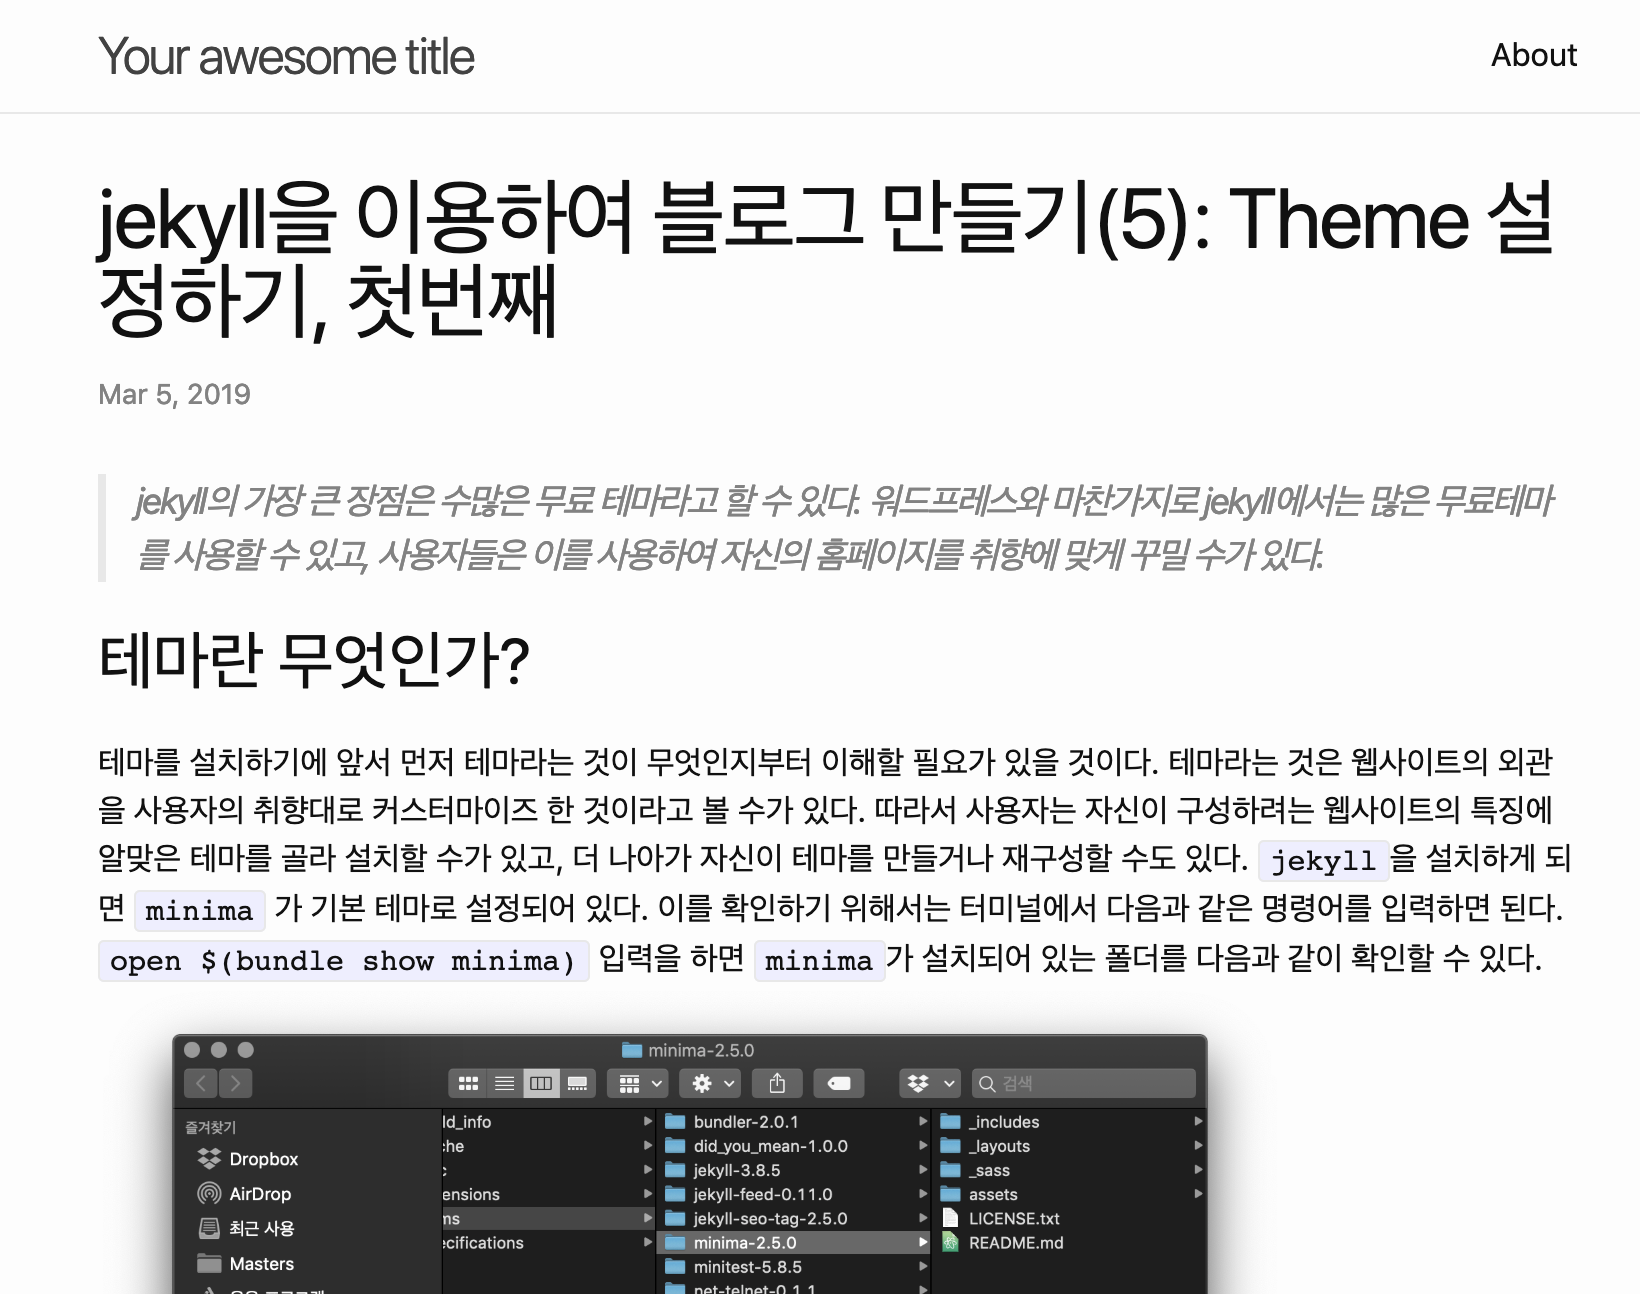 Your awesome title
About
jekyll을 이용하여 블로그 만들기(5): Theme 설
정하기, 첫번째
Mar 5, 2019
jekyll의 가장 큰 장점은 수많은 무료 테마라고 할 수 있다. 워드프레스와 마찬가지로 jekyll에서는 많은 무료테마
를 사용할 수 있고, 사용자들은 이를 사용하여 자신의 홈페이지를 취향에 맞게 꾸밀 수가 있다.
테마란 무엇인가?
테마를 설치하기에 앞서 먼저 테마라는 것이 무엇인지부터 이해할 필요가 있을 것이다. 테마라는 것은 웹사이트의 외관
을 사용자의 취향대로 커스터마이즈 한 것이라고 볼 수가 있다. 따라서 사용자는 자신이 구성하려는 웹사이트의 특징에
알맞은 테마를 골라 설치할 수가 있고, 더 나아가 자신이 테마를 만들거나 재구성할 수도 있다. jekyll을 설치하게 되
면 minima 가 기본 테마로 설정되어 있다. 이를 확인하기 위해서는 터미널에서 다음과 같은 명령어를 입력하면 된다.
open $(bundle show minima) 입력을 하면 minima가 설치되어 있는 폴더를 다음과 같이 확인할 수 있다.
minima-2.5.0
검색
즐겨찾기
Dropbox
AirDrop
최근 사용
Masters
ld_info
che
ensions
ms
ecifications
bundler-2.0.1
did_you_mean-1.0.0
jekyll-3.8.5
jekyll-feed-0.11.0
jekyll-seo-tag-2.5.0
minima-2.5.0
minitest-5.8.5
net-telnet-0.1.1
_includes
_layouts
_sass
assets
LICENSE.txt
README.md